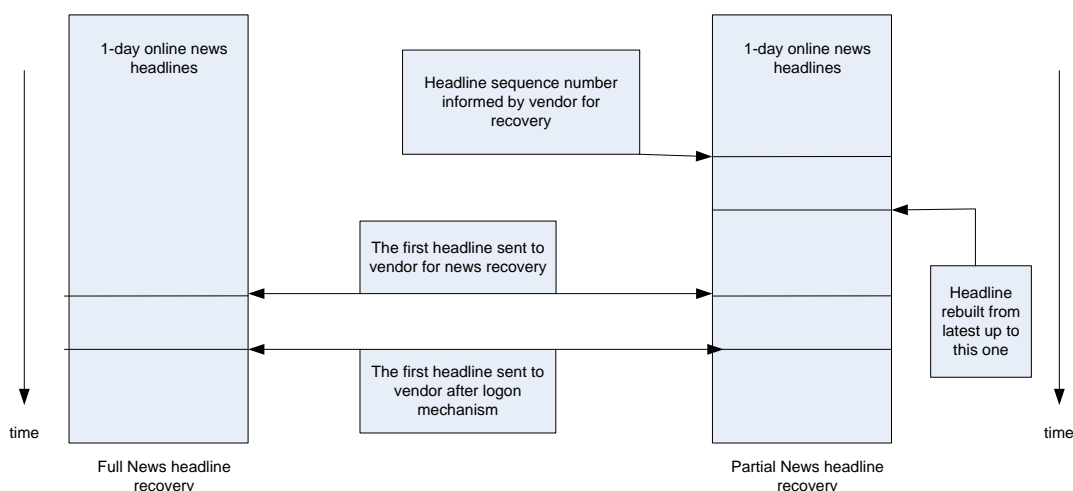 1-day online news
headlines
1-day online news
headlines
Headline sequence number
informed by vendor for
recovery
The first headline sent to
vendor for news recovery
Headline
rebuilt from
latest up to
this one
The first headline sent to
vendor after logon
mechanism
time
time
Full News headline
recovery
Partial News headline
recovery